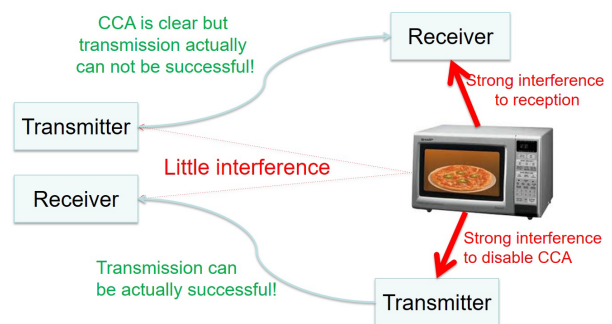 CCA is clear but
transmission actually
can not be successful!
Receiver
Strong interference
to reception
Transmitter
Little interference
Receiver
Strong interference
to disable CCA
Transmission can
be actually successful!
Transmitter